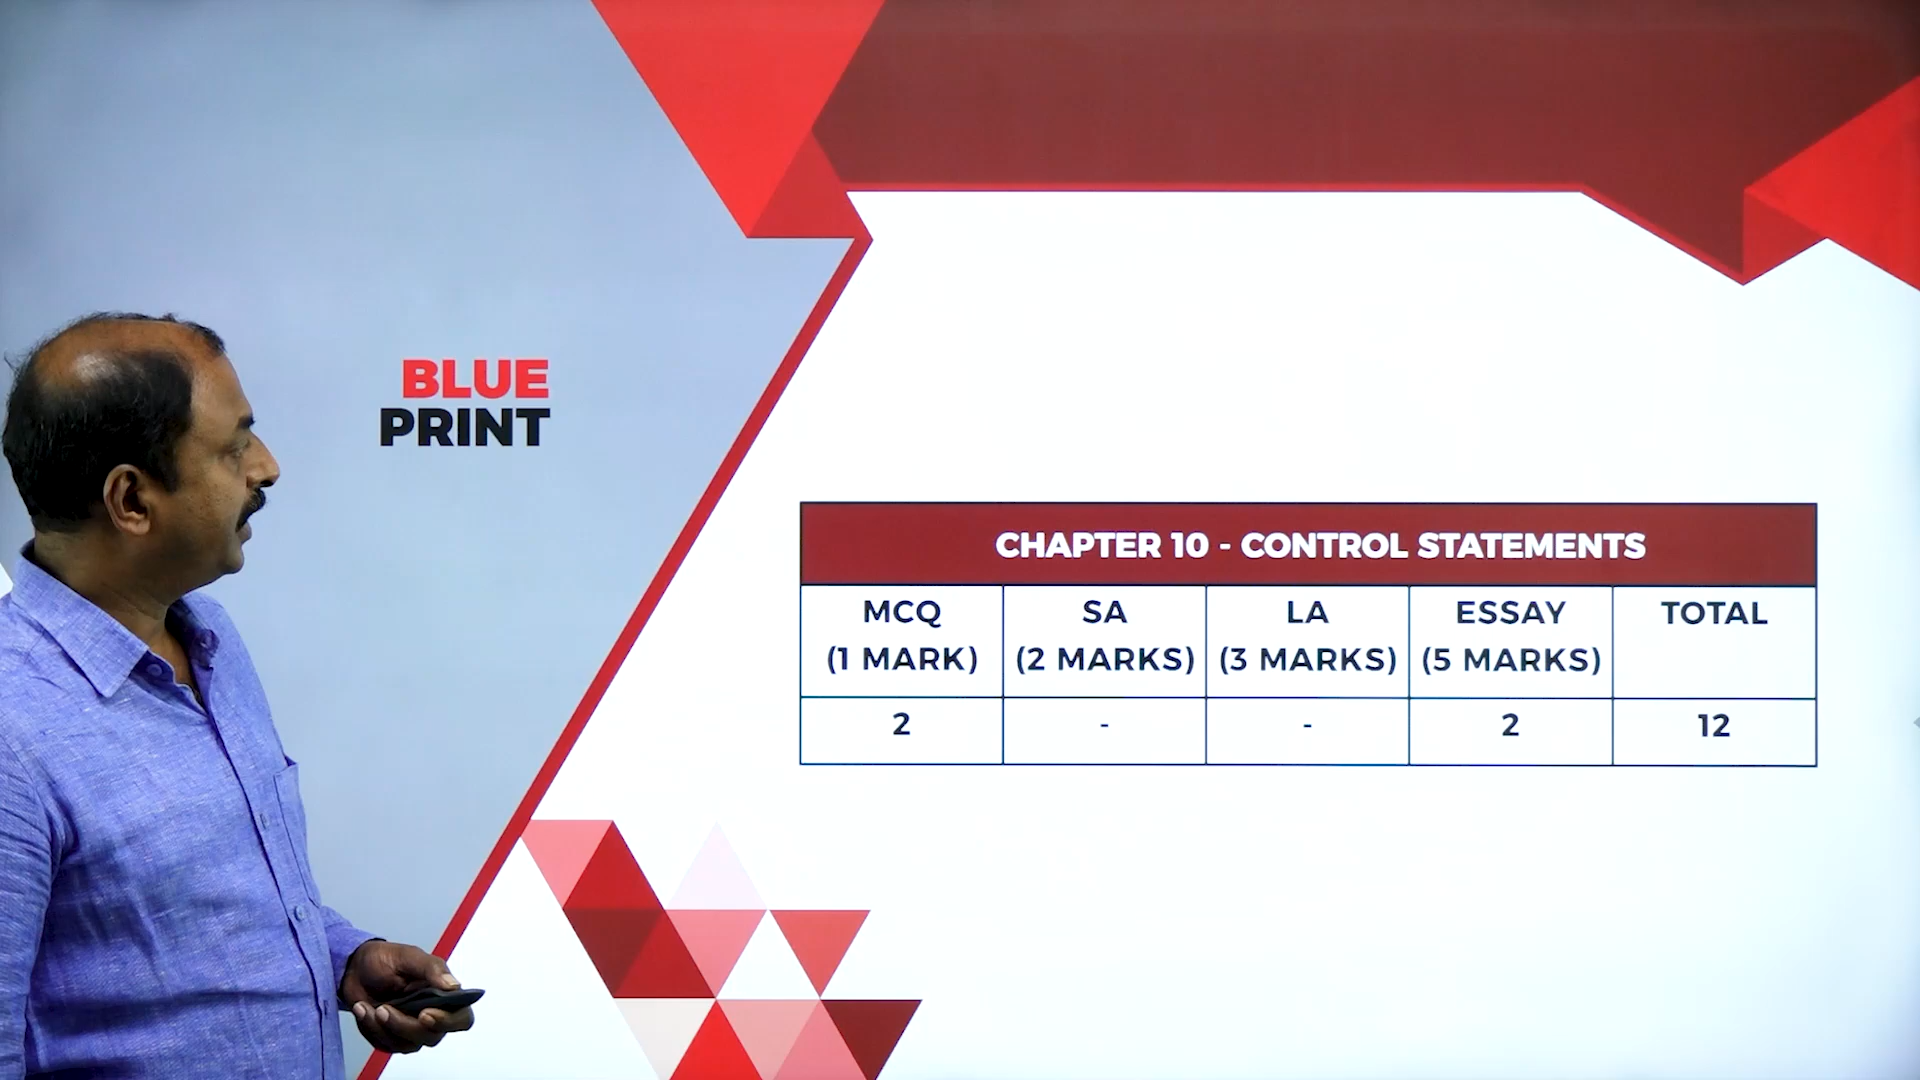 BLUE
PRINT
CHAPTER 10 - CONTROL STATEMENTS
MCQ (1 MARK) SA (2 MARKS) LA (3 MARKS) ESSAY (5 MARKS) TOTAL
2 - - 2 12